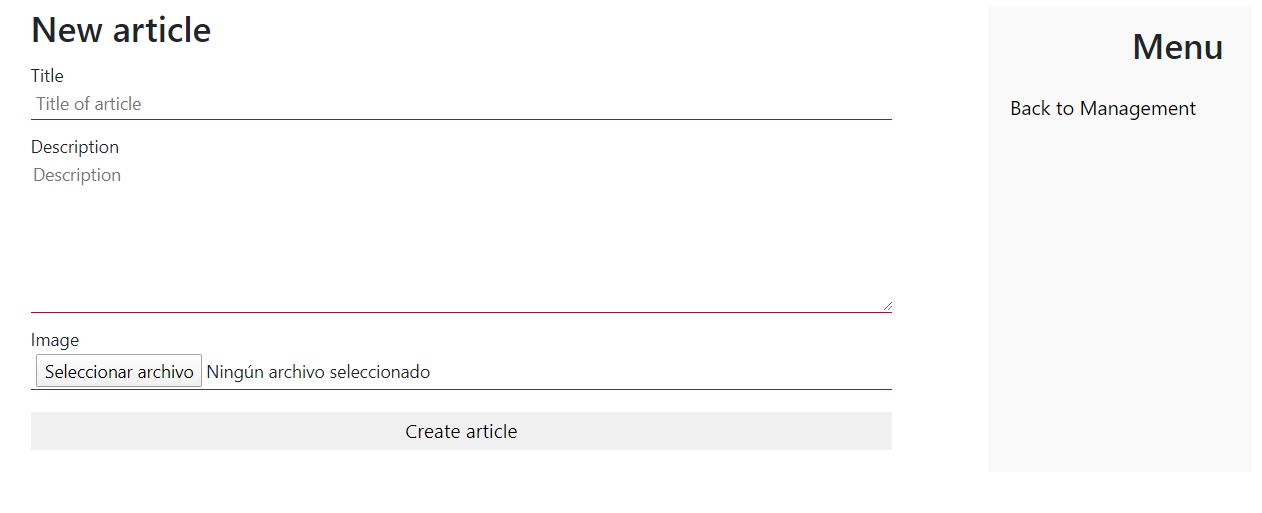 New article
Title
Title of article
Description
Description
Image
Seleccionar archivo Ningún archivo seleccionado
Create article
Menu
Back to Management